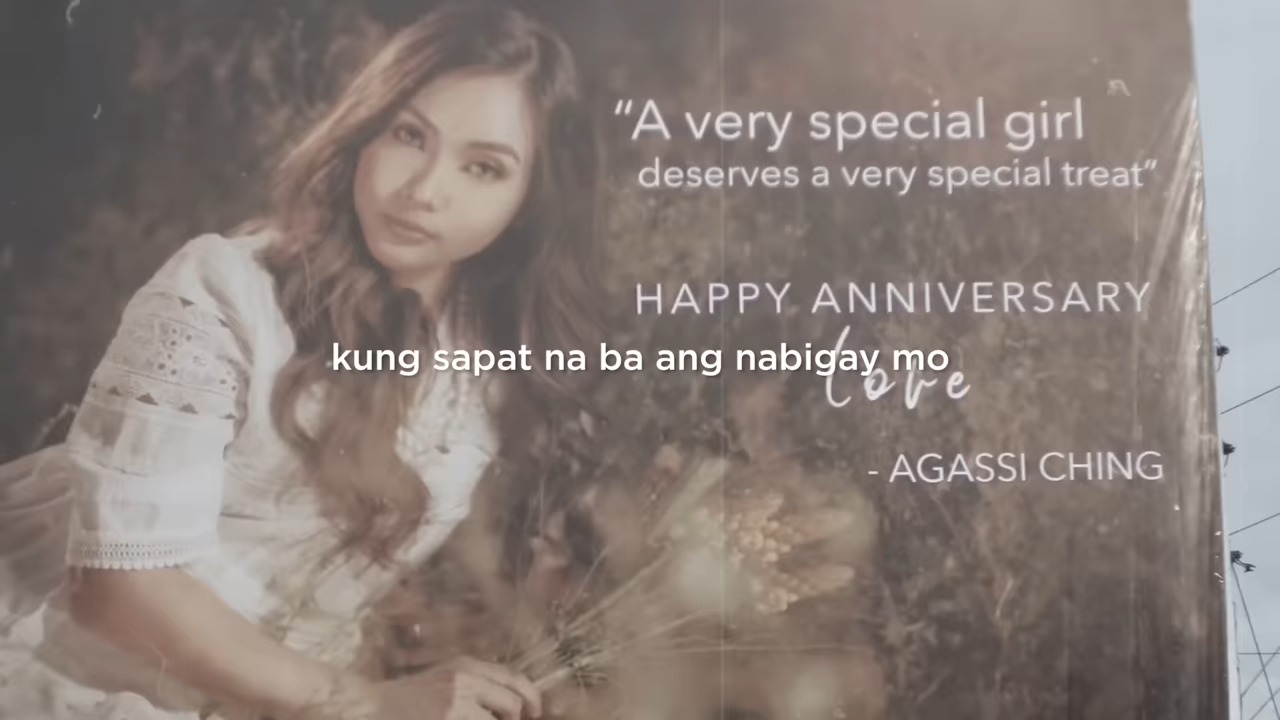 “A very special girl
deserves a very special treat”
HAPPY ANNIVERSARY
kung sapat na ba ang nabigay mo
Love
- AGASSI CHING